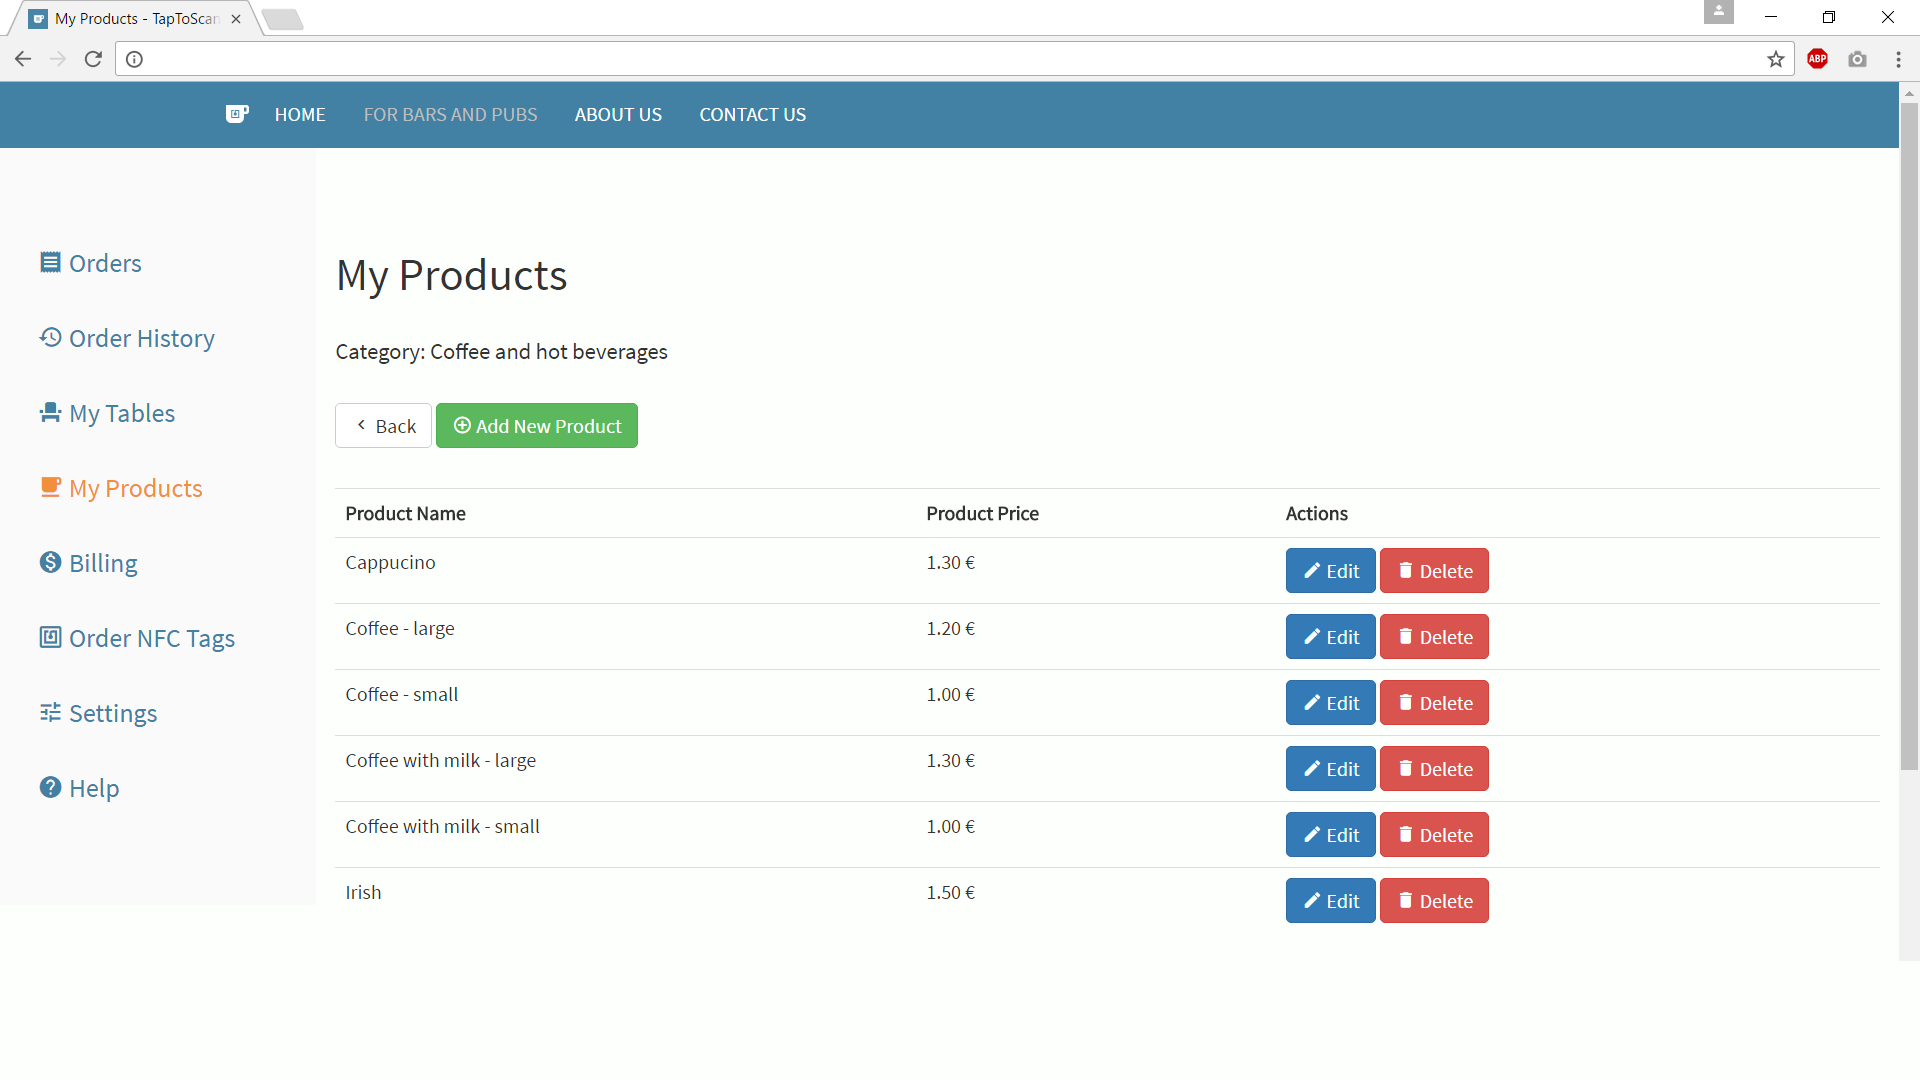 My Products - TapToScan
ABP
HOME FOR BARS AND PUBS ABOUT US CONTACT US
Orders
Order History
My Tables
My Products
Billing
Order NFC Tags
Settings
Help
My Products
Category: Coffee and hot beverages
Back Add New Product
Product Name Product Price Actions
Cappucino 1.30 € Edit Delete
Coffee - large 1.20 € Edit Delete
Coffee - small 1.00 € Edit Delete
Coffee with milk - large 1.30 € Edit Delete
Coffee with milk - small 1.00 € Edit Delete
Irish 1.50 € Edit Delete